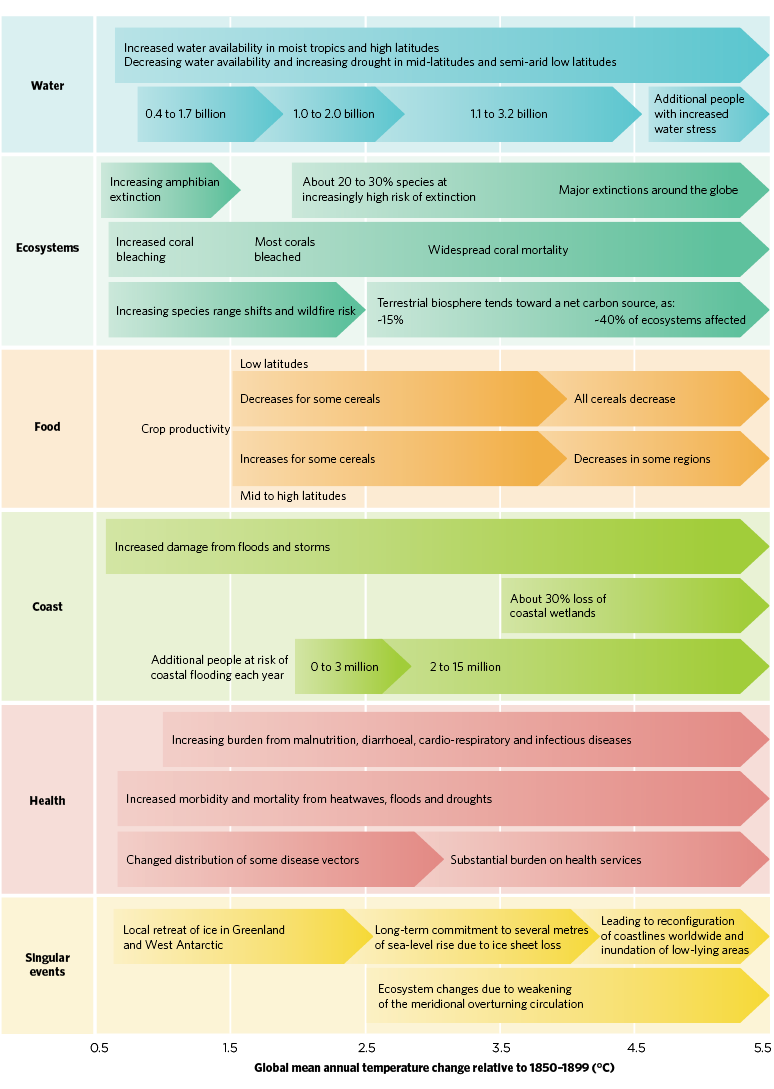 Water
Increased water availability in moist tropics and high latitudes
Decreasing water availability and increasing drought in mid-latitudes and semi-arid low latitudes
0.4 to 1.7 billion
1.0 to 2.0 billion
1.1 to 3.2 billion
Additional people
with increased
water stress
Ecosystems
Increasing amphibian
extinction
About 20 to 30% species at
increasingly high risk of extinction
Major extinctions around the globe
Increased coral
bleaching
Most corals
bleached
Widespread coral mortality
Increasing species range shifts and wildfire risk
Terrestrial biosphere tends toward a net carbon source, as:
~15%
~40% of ecosystems affected
Food
Crop productivity
Low latitudes
Decreases for some cereals
All cereals decrease
Increases for some cereals
Decreases in some regions
Mid to high latitudes
Coast
Increased damage from floods and storms
About 30% loss of
coastal wetlands
Additional people at risk of
coastal flooding each year
0 to 3 million
2 to 15 million
Health
Increasing burden from malnutrition, diarrhoeal, cardio-respiratory and infectious diseases
Increased morbidity and mortality from heatwaves, floods and droughts
Changed distribution of some disease vectors
Substantial burden on health services
Singular
events
Local retreat of ice in Greenland
and West Antarctic
Long-term commitment to several metres
of sea-level rise due to ice sheet loss
Leading to reconfiguration
of coastlines worldwide and
inundation of low-lying areas
Ecosystem changes due to weakening
of the meridional overturning circulation
0.5 1.5 2.5 3.5 4.5 5.5
Global mean annual temperature change relative to 1850–1899 (°C)